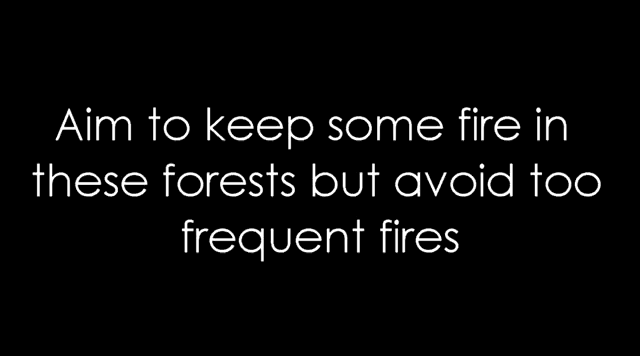 Aim to keep some fire in
these forests but avoid too
frequent fires